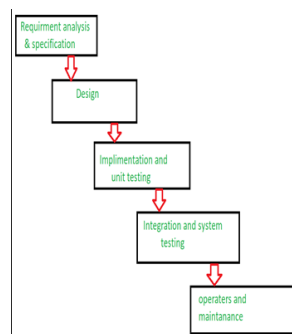 Requirment analysis
& specification
Design
Implimentation and
unit testing
Integration and system
testing
operaters and
maintanance